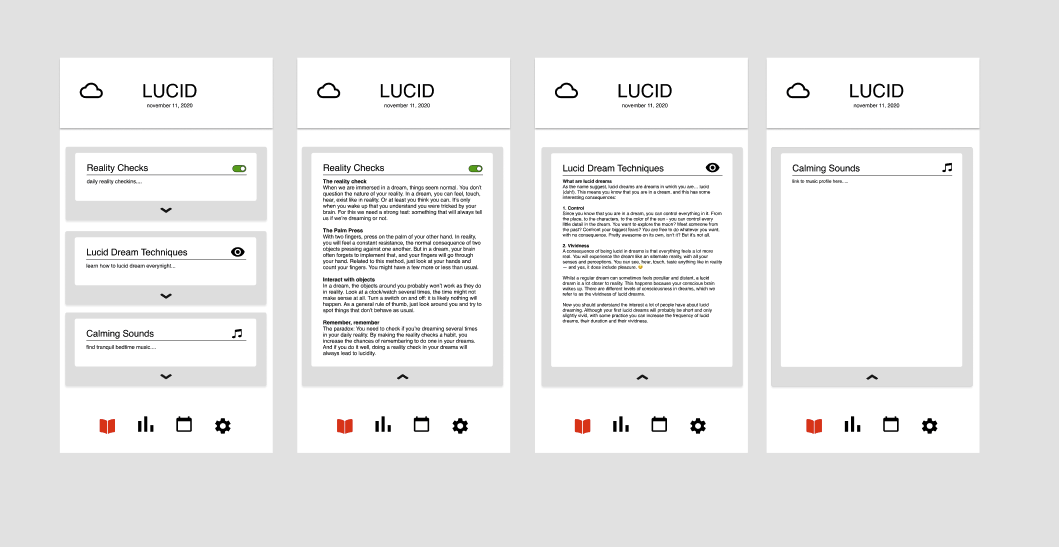 LUCID
november 11, 2020
Reality Checks
daily reality checkins....
Lucid Dream Techniques
learn how to lucid dream everynight...
Calming Sounds
find tranquil bedtime music....
LUCID
november 11, 2020
Reality Checks
The reality check
When we are immersed in a dream, things seem normal. You don't
question the nature of your reality. In a dream, you can feel, touch,
hear, exist like in reality. Or at least you think you can. It's only
when you wake up that you understand you were tricked by your
brain. For this we need a strong test: something that will always tell
us if we're dreaming or not.
The Palm Press
With two fingers, press on the palm of your other hand. In reality,
you will feel a constant resistance, the normal consequence of two
objects pressing against one another. But in a dream, your brain
often forgets to implement that, and your fingers will go through
your hand. Related to this method, just look at your hands and
count your fingers. You might have a few more or less than usual.
Interact with objects
In a dream, the objects around you probably won't work as they do
in reality. Look at a clock/watch several times, the time might not
make sense at all. Turn a switch on and off: it is likely nothing will
happen. As a general rule of thumb, just look around you and try to
spot things that don't behave as usual.
Remember, remember
The paradox: You need to check if you're dreaming several times
in your daily reality. By making the reality checks a habit, you
increase the chances of remembering to do one in your dreams.
And if you do it well, doing a reality check in your dreams will
always lead to lucidity.
LUCID
november 11, 2020
Lucid Dream Techniques
What are lucid dreams
As the name suggest, lucid dreams are dreams in which you are... lucid
(duh!). This means you know that you are in a dream, and this has some
interesting consequences:
1. Control
Since you know that you are in a dream, you can control everything in it. From
the place, to the characters, to the color of the sun - you can control every
little detail in the dream. You want to explore the moon? Meet someone from
the past? Confront your biggest fears? You are free to do whatever you want,
with no consequence. Pretty awesome on its own, isn't it? But it's not all.
2. Vividness
A consequence of being lucid in dreams is that everything feels a lot more
real. You will experience the dream like an alternate reality, with all your
senses and perceptions. You can see, hear, touch, taste anything like in reality
— and yes, it does include pleasure. 😏
Whilst a regular dream can sometimes feels peculiar and distant, a lucid
dream is a lot closer to reality. This happens because your conscious brain
wakes up. There are different levels of consciousness in dreams, which we
refer to as the vividness of lucid dreams.
Now you should understand the interest a lot of people have about lucid
dreaming. Although your first lucid dreams will probably be short and only
slightly vivid, with some practice you can increase the frequency of lucid
dreams, their duration and their vividness.
LUCID
november 11, 2020
Calming Sounds
link to music profile here. ...